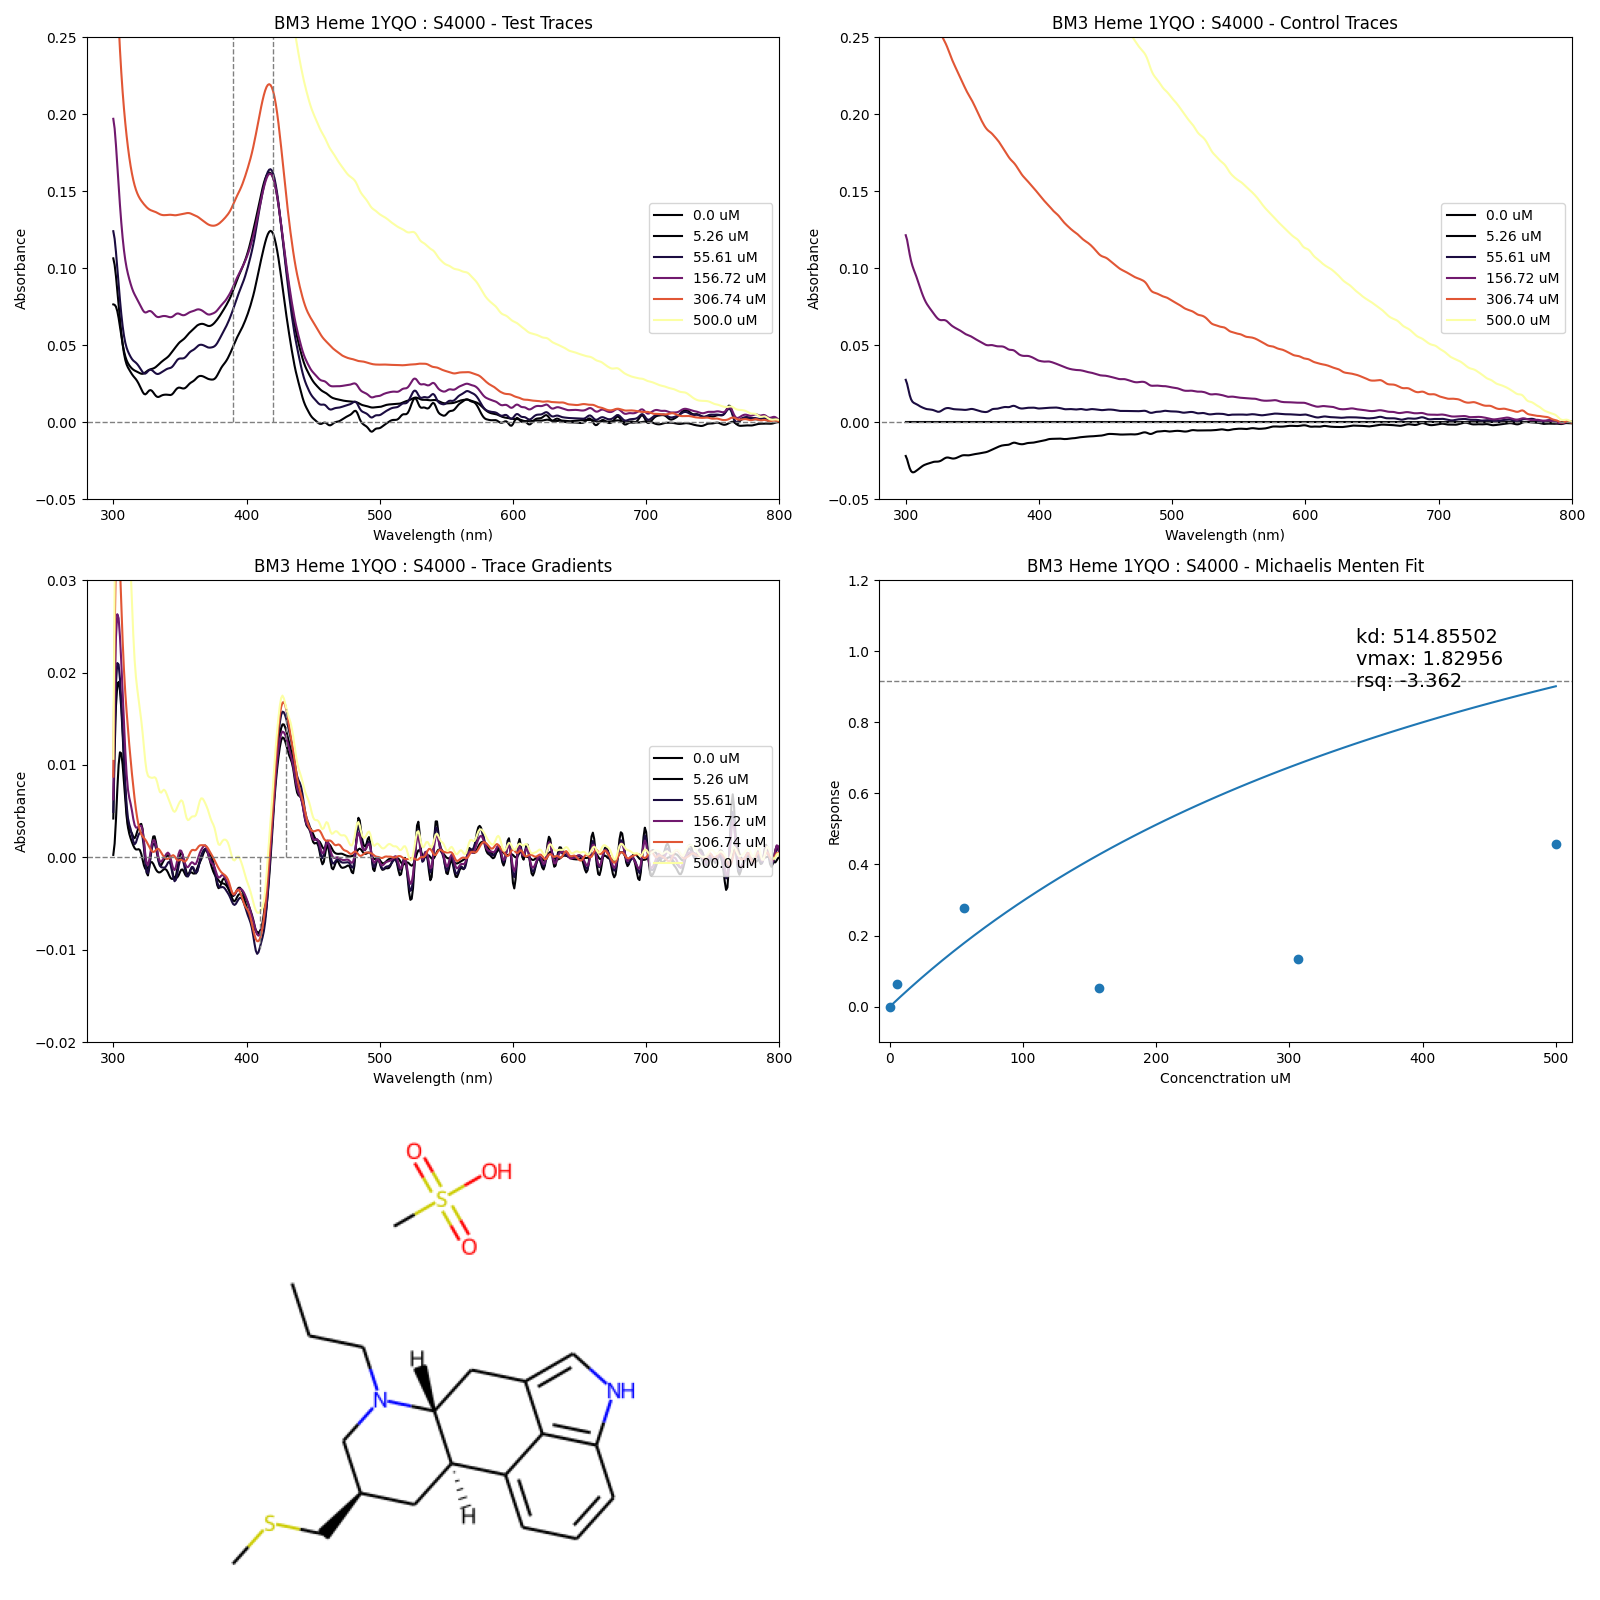 BM3 Heme 1YQO : S4000 - Test Traces
0.25
0.20
0.15
0.10
0.05
0.00
−0.05
Absorbance
300
400
500
600
700
800
Wavelength (nm)
0.0 uM
5.26 uM
55.61 uM
156.72 uM
306.74 uM
500.0 uM
BM3 Heme 1YQO : S4000 - Control Traces
0.25
0.20
0.15
0.10
0.05
0.00
−0.05
Absorbance
300
400
500
600
700
800
Wavelength (nm)
0.0 uM
5.26 uM
55.61 uM
156.72 uM
306.74 uM
500.0 uM
BM3 Heme 1YQO : S4000 - Trace Gradients
0.03
0.02
0.01
0.00
−0.01
−0.02
Absorbance
300
400
500
600
700
800
Wavelength (nm)
0.0 uM
5.26 uM
55.61 uM
156.72 uM
306.74 uM
500.0 uM
BM3 Heme 1YQO : S4000 - Michaelis Menten Fit
1.2
1.0
0.8
0.6
0.4
0.2
0.0
Response
0
100
200
300
400
500
Concenctration uM
kd: 514.85502
vmax: 1.82956
rsq: -3.362
O
OH
S
O
H
N
NH
H
S